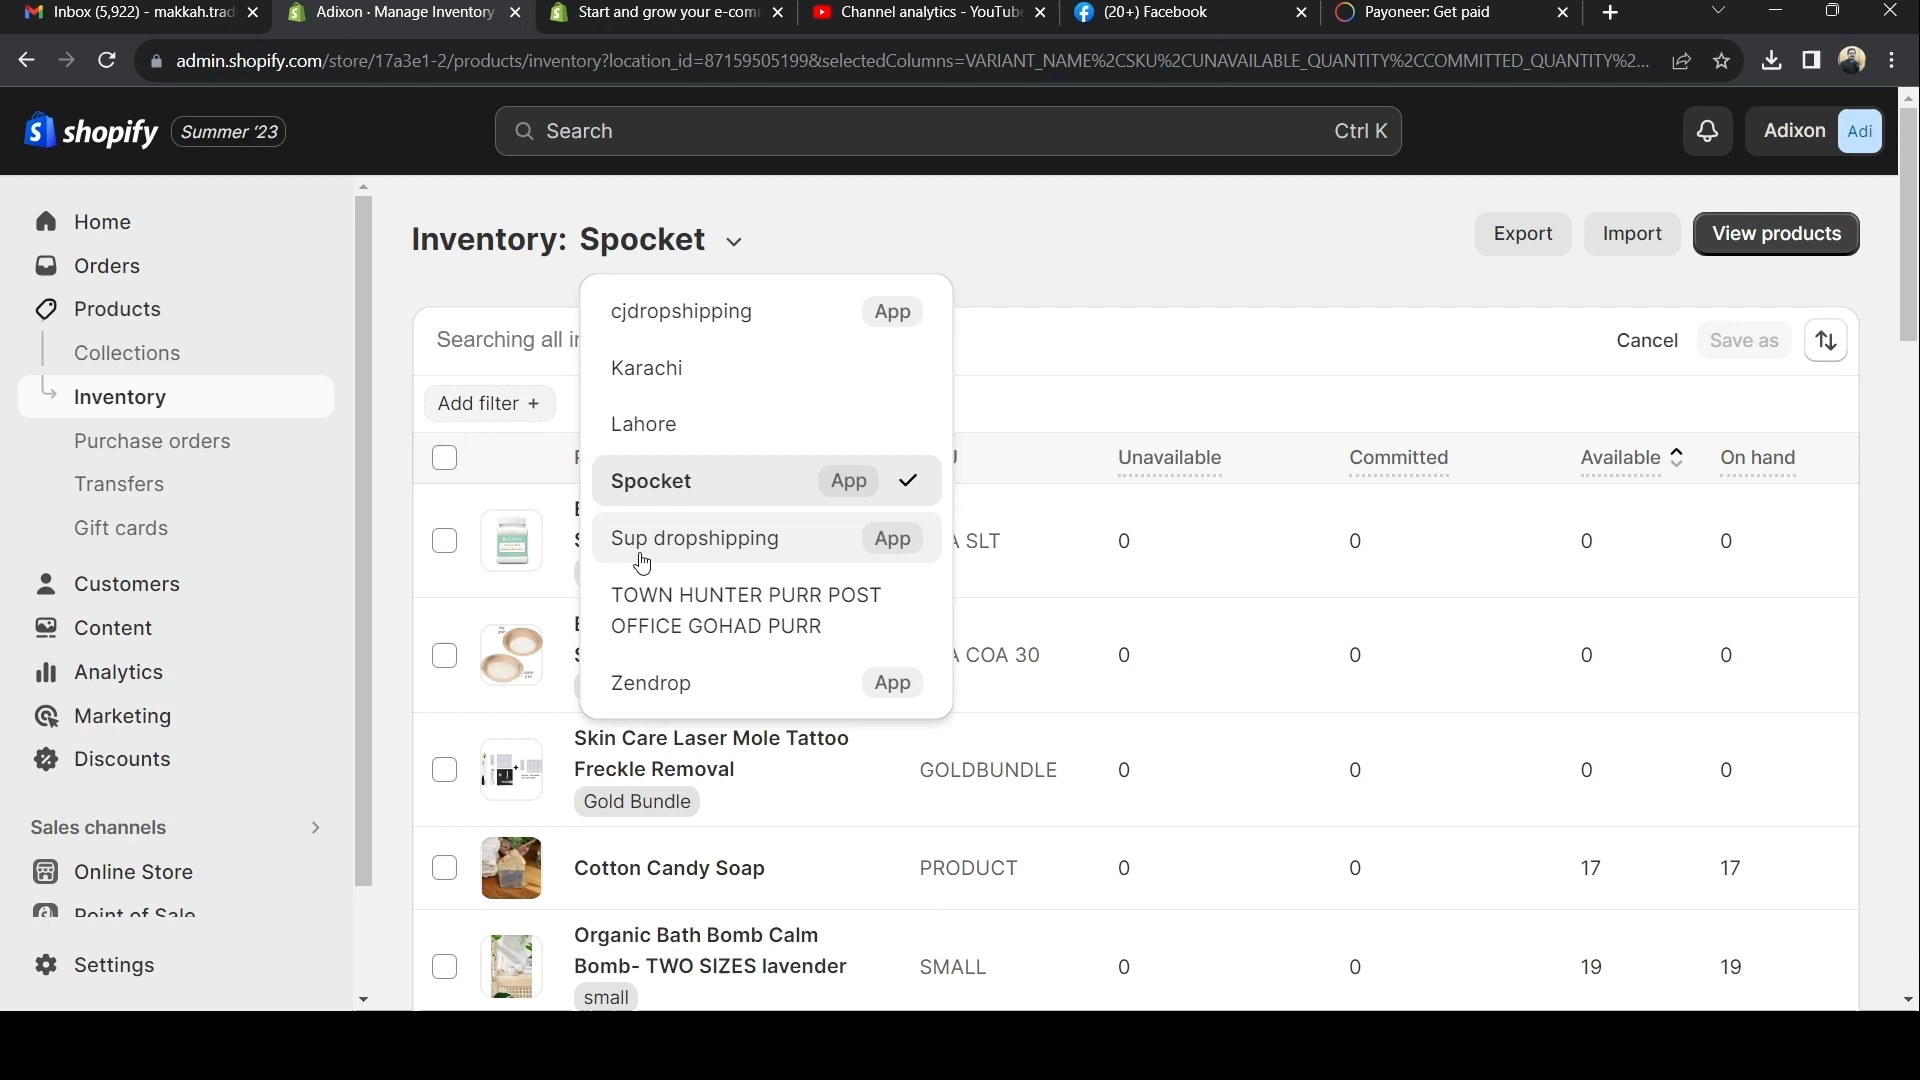 Inbox (5,922) - makkah.trad
Adixon · Manage Inventory
Start and grow your e-com
Channel analytics - YouTub
(20+) Facebook
Payoneer: Get paid
admin.shopify.com/store/17a3e1-2/products/inventory?location_id=87159505199&selectedColumns=VARIANT_NAME%2CSKU%2CUNAVAILABLE_QUANTITY%2CCOMMITTED_QUANTITY%2...
shopify Summer '23
Search Ctrl K
Adixon Adi
Home
Orders
Products
Collections
Inventory
Purchase orders
Transfers
Gift cards
Customers
Content
Analytics
Marketing
Discounts
Sales channels
Online Store
Point of Sale
Settings
Inventory: Spocket
Export Import View products
Searching all in
Cancel Save as
Add filter +
cjdropshipping App
Karachi
Lahore
Spocket App
Sup dropshipping App
TOWN HUNTER PURR POST
OFFICE GOHAD PURR
Zendrop App
Unavailable Committed Available On hand
SLT 0 0 0 0
COA 30 0 0 0 0
Skin Care Laser Mole Tattoo
Freckle Removal GOLDBUNDLE 0 0 0 0
Gold Bundle
Cotton Candy Soap PRODUCT 0 0 17 17
Organic Bath Bomb Calm
Bomb- TWO SIZES lavender SMALL 0 0 19 19
small